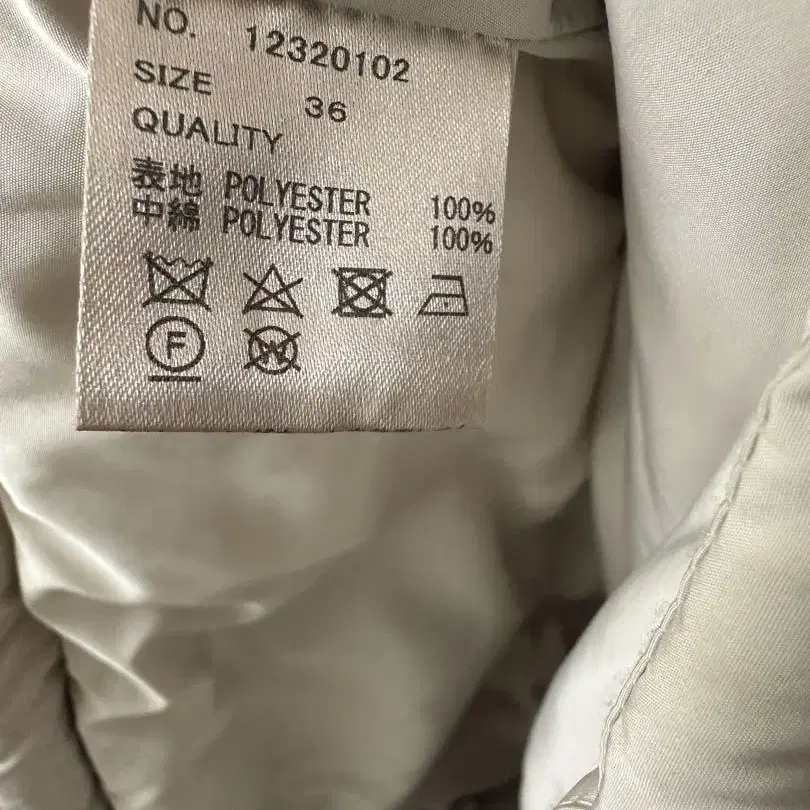 NO. 12320102
SIZE 36
QUALITY
表地 POLYESTER 100%
中綿 POLYESTER 100%
F
W